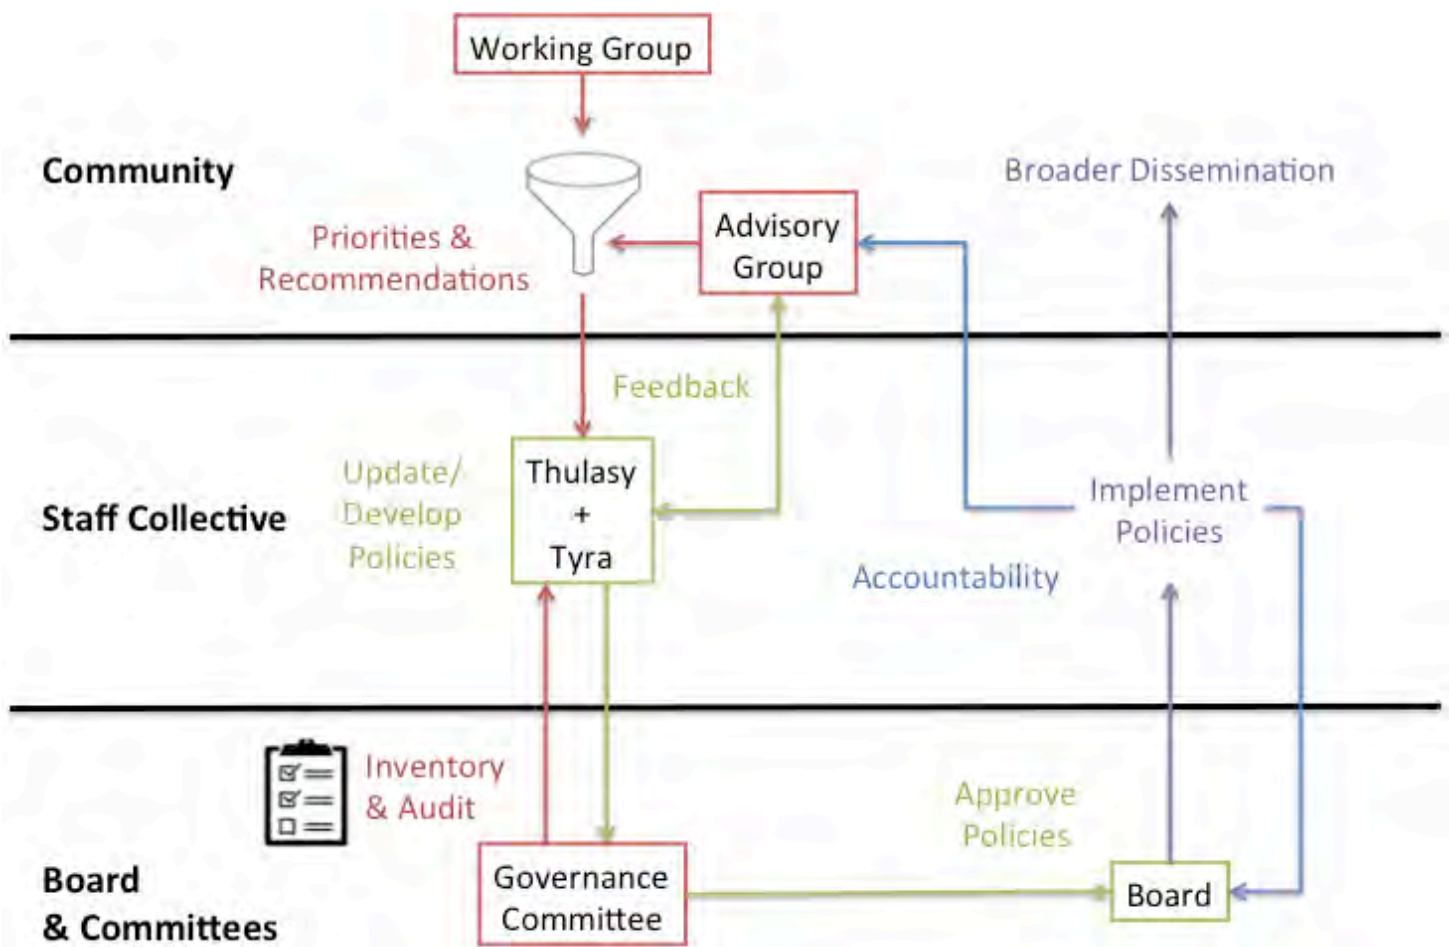 Working Group
Community
Broader Dissemination
Advisory
Group
Priorities &
Recommendations
Feedback
Update/
Develop
Policies
Thulasy
+
Tyra
Staff Collective
Implement
Policies
Accountability
Inventory
& Audit
Approve
Policies
Board
& Committees
Governance
Committee
Board